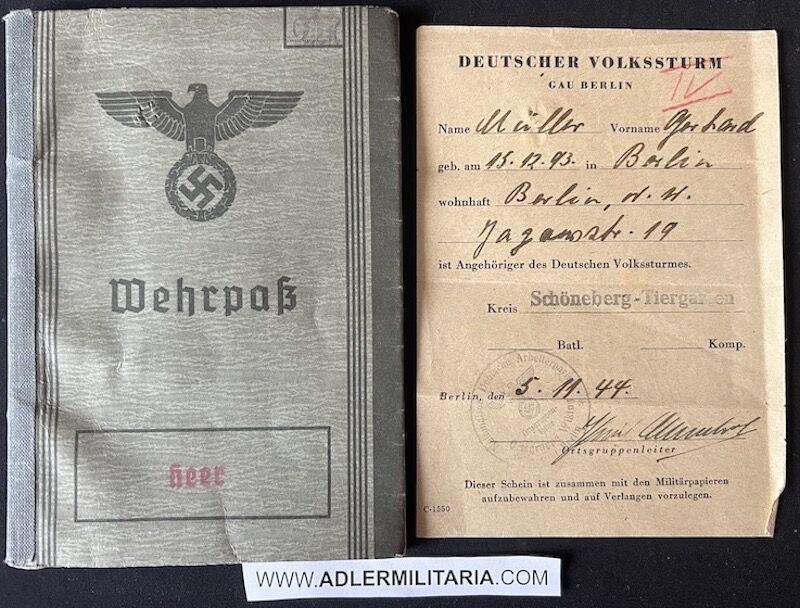 Wehrpaß
Heer
DEUTSCHER VOLKSSTURM
GAU BERLIN
IV
Name Müller Vorname Gerhard
geb. am 15.12.93. in Berlin
wohnhaft Berlin, N.W.
Jagowstr. 19
ist Angehöriger des Deutschen Volkssturmes.
Kreis Schöneberg-Tiergarten
Batl. Komp.
Berlin, den 5.11.44.
Ortsgruppenleiter
Dieser Schein ist zusammen mit den Militärpapieren
aufzubewahren und auf Verlangen vorzulegen.
C-1550
WWW.ADLERMILITARIA.COM